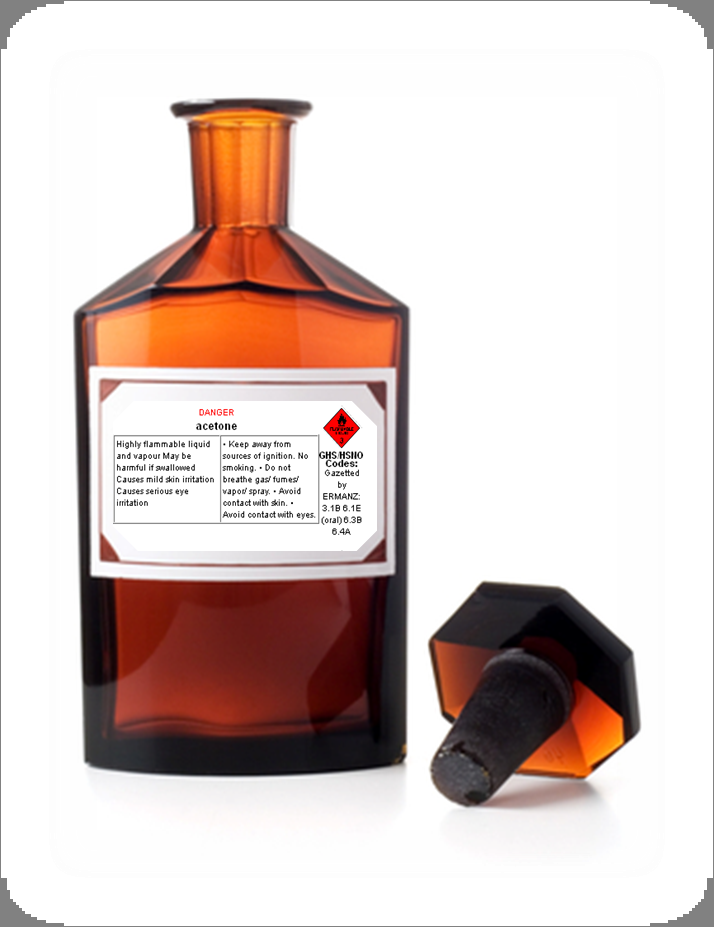 DANGER
acetone
Highly flammable liquid
and vapour May be
harmful if swallowed
Causes mild skin irritation
Causes serious eye
irritation
• Keep away from
sources of ignition. No
smoking. • Do not
breathe gas/ fumes/
vapor/ spray. • Avoid
contact with skin. •
Avoid contact with eyes.
3
GHS/HSNO
Codes:
Gazetted
by
ERMANZ:
3.1B 6.1E
(oral) 6.3B
6.4A